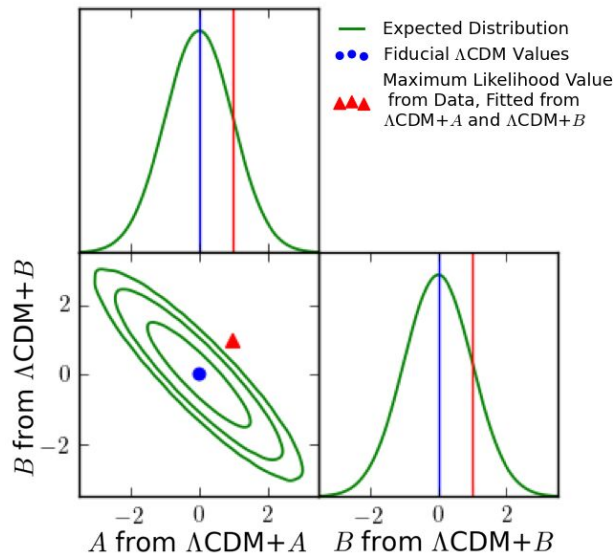 Expected Distribution
Fiducial ΛCDM Values
Maximum Likelihood Value
from Data, Fitted from
ΛCDM+A and ΛCDM+B
B from ΛCDM+B
2
0
−2
−2
0
2
−2
0
2
A from ΛCDM+A
B from ΛCDM+B